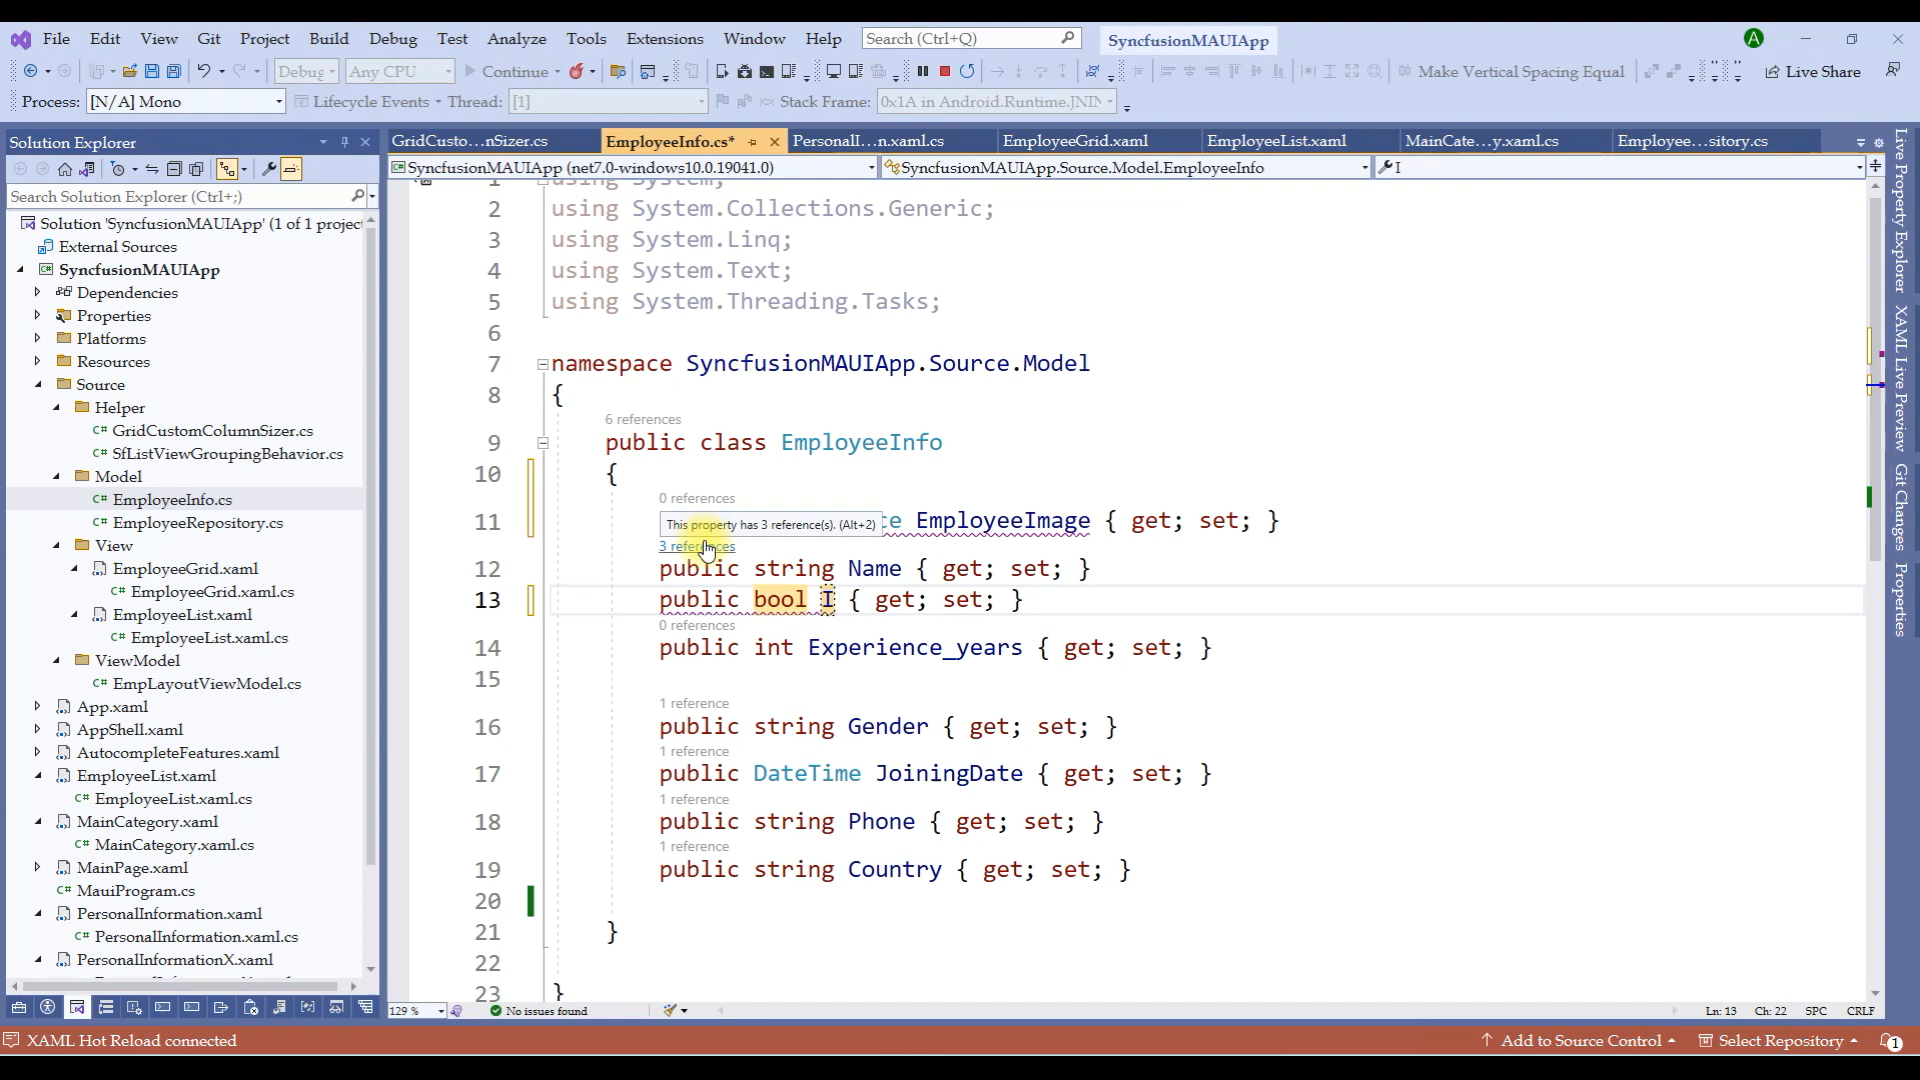 File Edit View Git Project Build Debug Test Analyze Tools Extensions Window Help Search (Ctrl+Q) SyncfusionMAUIApp A
Debug Any CPU Continue Make Vertical Spacing Equal Live Share
Process: [N/A] Mono Lifecycle Events Thread: [1] Stack Frame: 0x1A in Android.Runtime.JNIN
Solution Explorer
GridCusto...nSizer.cs EmployeeInfo.cs* PersonalI...n.xaml.cs EmployeeGrid.xaml EmployeeList.xaml MainCate...y.xaml.cs Employee...sitory.cs
SyncfusionMAUIApp (net7.0-windows10.0.19041.0) SyncfusionMAUIApp.Source.Model.EmployeeInfo I
Search Solution Explorer (Ctrl+;)
Solution 'SyncfusionMAUIApp' (1 of 1 project
External Sources
SyncfusionMAUIApp
Dependencies
Properties
Platforms
Resources
Source
Helper
C# GridCustomColumnSizer.cs
C# SfListViewGroupingBehavior.cs
Model
C# EmployeeInfo.cs
C# EmployeeRepository.cs
View
EmployeeGrid.xaml
C# EmployeeGrid.xaml.cs
EmployeeList.xaml
C# EmployeeList.xaml.cs
ViewModel
C# EmpLayoutViewModel.cs
App.xaml
AppShell.xaml
AutocompleteFeatures.xaml
EmployeeList.xaml
C# EmployeeList.xaml.cs
MainCategory.xaml
C# MainCategory.xaml.cs
MainPage.xaml
C# MauiProgram.cs
PersonalInformation.xaml
C# PersonalInformation.xaml.cs
PersonalInformationX.xaml
1 using System;
2 using System.Collections.Generic;
3 using System.Linq;
4 using System.Text;
5 using System.Threading.Tasks;
6
7 namespace SyncfusionMAUIApp.Source.Model
8 {
6 references
9 public class EmployeeInfo
10 {
0 references
11 ce EmployeeImage { get; set; }
This property has 3 reference(s). (Alt+2)
3 references
12 public string Name { get; set; }
13 public bool I { get; set; }
0 references
14 public int Experience_years { get; set; }
15
1 reference
16 public string Gender { get; set; }
1 reference
17 public DateTime JoiningDate { get; set; }
1 reference
18 public string Phone { get; set; }
1 reference
19 public string Country { get; set; }
20
21 }
22
23 }
129 % No issues found Ln: 13 Ch: 22 SPC CRLF
Live Property Explorer
XAML Live Preview
Git Changes
Properties
XAML Hot Reload connected Add to Source Control Select Repository 1